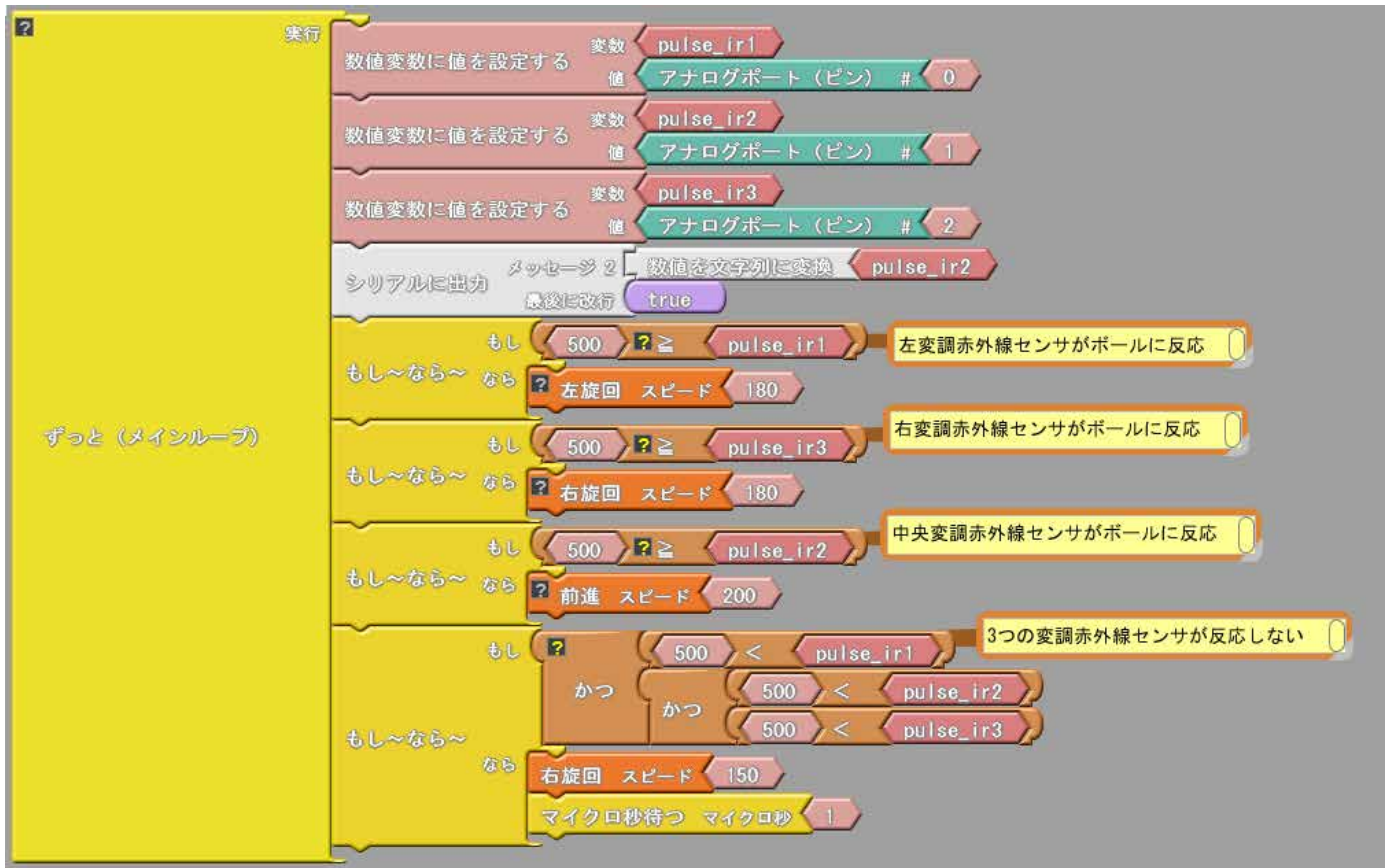 ?
実行
数値変数に値を設定する 変数 pulse_ir1
値 アナログポート（ピン） # 0
数値変数に値を設定する 変数 pulse_ir2
値 アナログポート（ピン） # 1
数値変数に値を設定する 変数 pulse_ir3
値 アナログポート（ピン） # 2
シリアルに出力 メッセージ 2 数値を文字列に変換 pulse_ir2
最後に改行 true
もし～なら～ もし 500 ? ≧ pulse_ir1 左変調赤外線センサがボールに反応
なら ? 左旋回 スピード 180
ずっと（メインループ）
もし～なら～ もし 500 ? ≧ pulse_ir3 右変調赤外線センサがボールに反応
なら ? 右旋回 スピード 180
もし～なら～ もし 500 ? ≧ pulse_ir2 中央変調赤外線センサがボールに反応
なら ? 前進 スピード 200
もし～なら～ もし ? かつ 500 < pulse_ir1 3つの変調赤外線センサが反応しない
かつ 500 < pulse_ir2
500 < pulse_ir3
なら 右旋回 スピード 150
マイクロ秒待つ マイクロ秒 1